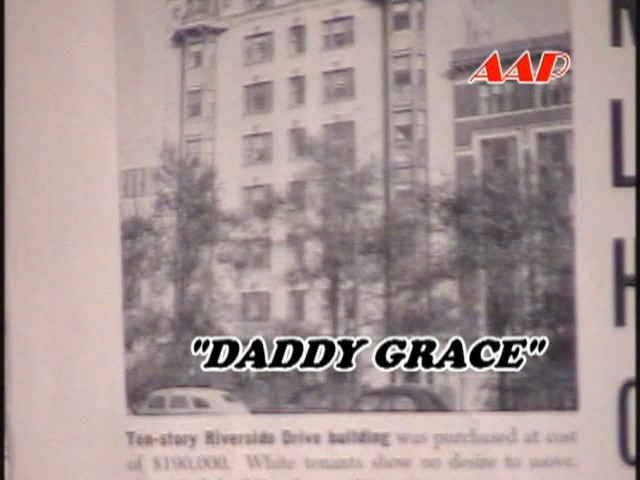 AAP
"DADDY GRACE"
Ten-story Riverside Drive building was purchased at cost
of $190,000. White tenants show no desire to move.
L
H